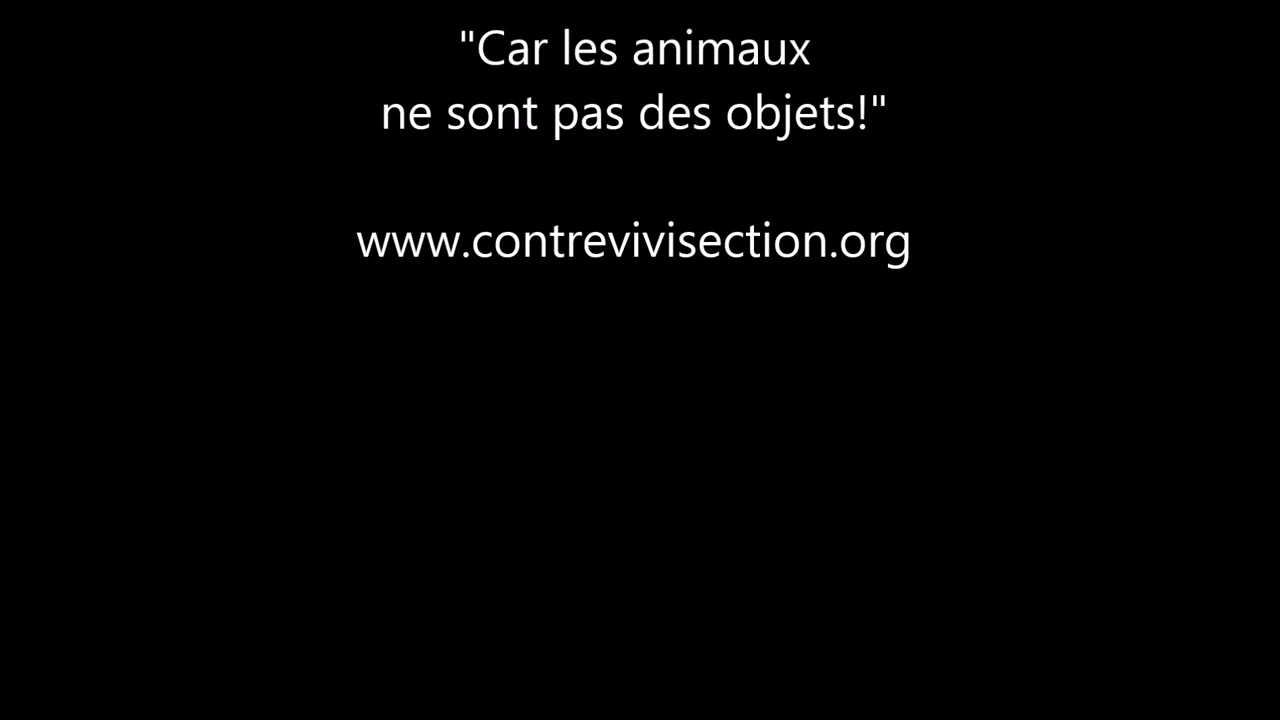 "Car les animaux
ne sont pas des objets!"
www.contrevivisection.org